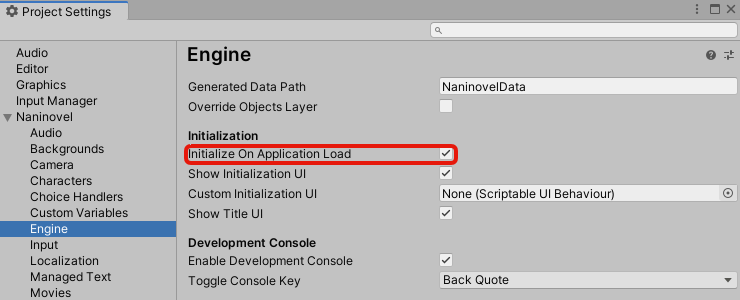 Project Settings
Audio
Editor
Graphics
Input Manager
Naninovel
Audio
Backgrounds
Camera
Characters
Choice Handlers
Custom Variables
Engine
Input
Localization
Managed Text
Movies
Engine
Generated Data Path NaninovelData
Override Objects Layer
Initialization
Initialize On Application Load
Show Initialization UI
Custom Initialization UI None (Scriptable UI Behaviour)
Show Title UI
Development Console
Enable Development Console
Toggle Console Key Back Quote